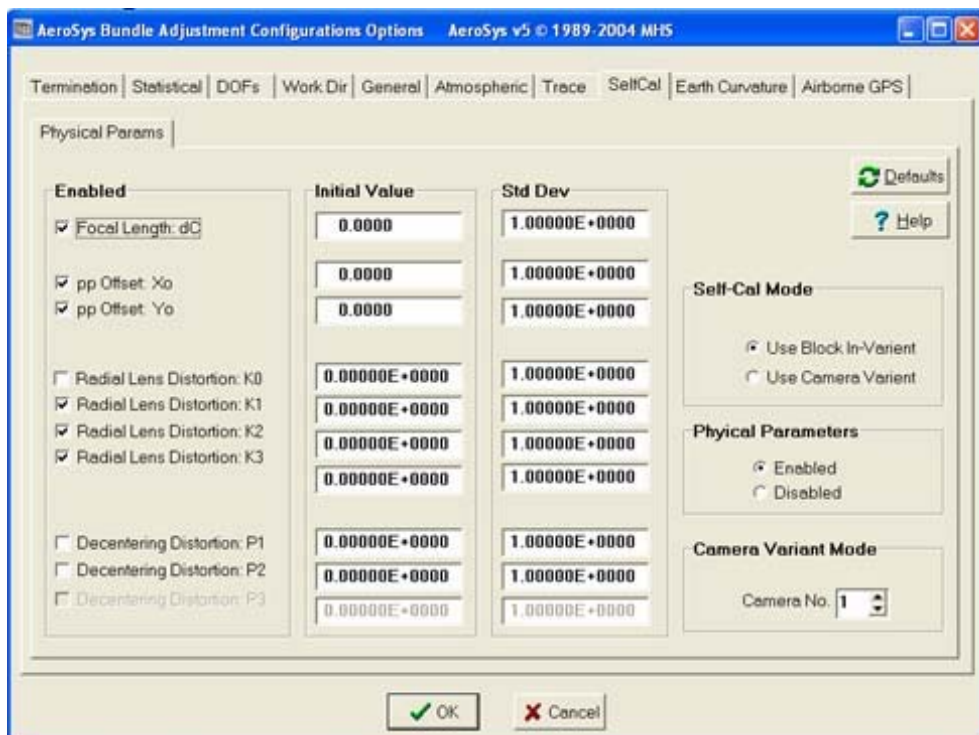 AeroSys Bundle Adjustment Configurations Options AeroSys v5 © 1989-2004 MHS
Termination Statistical DOFs Work Dir General Atmospheric Trace SelfCal Earth Curvature Airborne GPS
Physical Params
Enabled Initial Value Std Dev
Defaults
Help
Focal Length: dC 0.0000 1.00000E+0000
pp Offset: Xo 0.0000 1.00000E+0000
pp Offset: Yo 0.0000 1.00000E+0000
Radial Lens Distortion: K0 0.00000E+0000 1.00000E+0000
Radial Lens Distortion: K1 0.00000E+0000 1.00000E+0000
Radial Lens Distortion: K2 0.00000E+0000 1.00000E+0000
Radial Lens Distortion: K3 0.00000E+0000 1.00000E+0000
Decentering Distortion: P1 0.00000E+0000 1.00000E+0000
Decentering Distortion: P2 0.00000E+0000 1.00000E+0000
Decentering Distortion: P3 0.00000E+0000 1.00000E+0000
Self-Cal Mode
Use Block In-Varient
Use Camera Varient
Phyical Parameters
Enabled
Disabled
Camera Variant Mode
Camera No. 1
OK Cancel